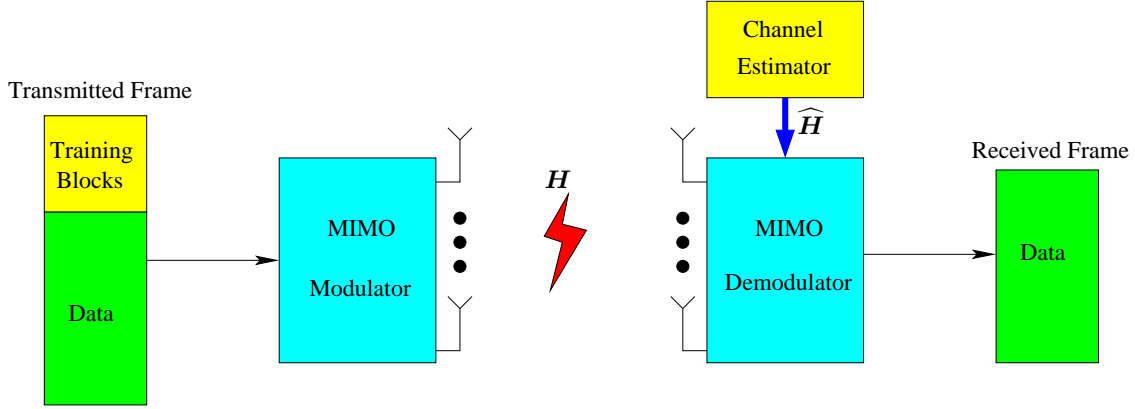 Transmitted Frame
Training
Blocks
Data
MIMO
Modulator
H
Channel
Estimator
Ĥ
MIMO
Demodulator
Received Frame
Data